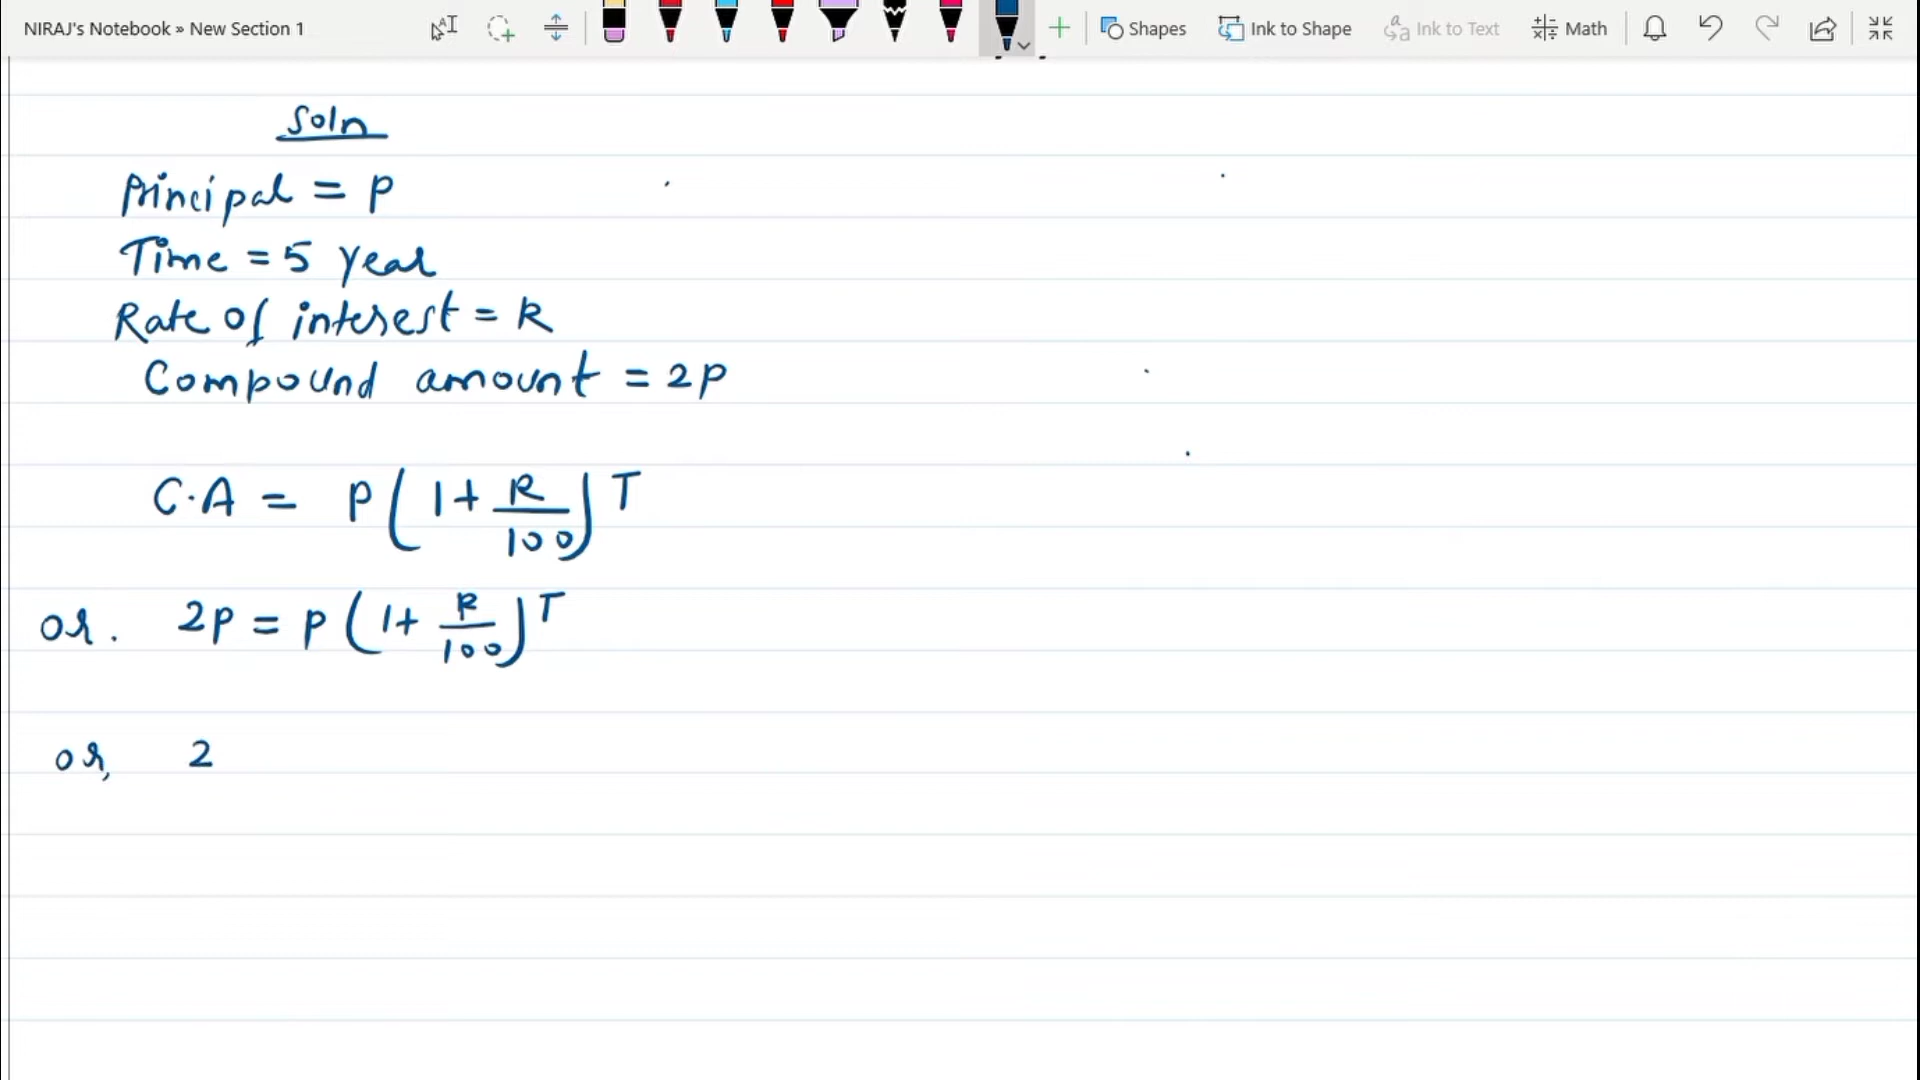 NIRAJ's Notebook » New Section 1 Shapes Ink to Shape Ink to Text Math
Soln
Principal = P
Time = 5 year
Rate of interest = R
Compound amount = 2P
C.A = P(1+R/100)^T
or. 2P = P(1+R/100)^T
or, 2